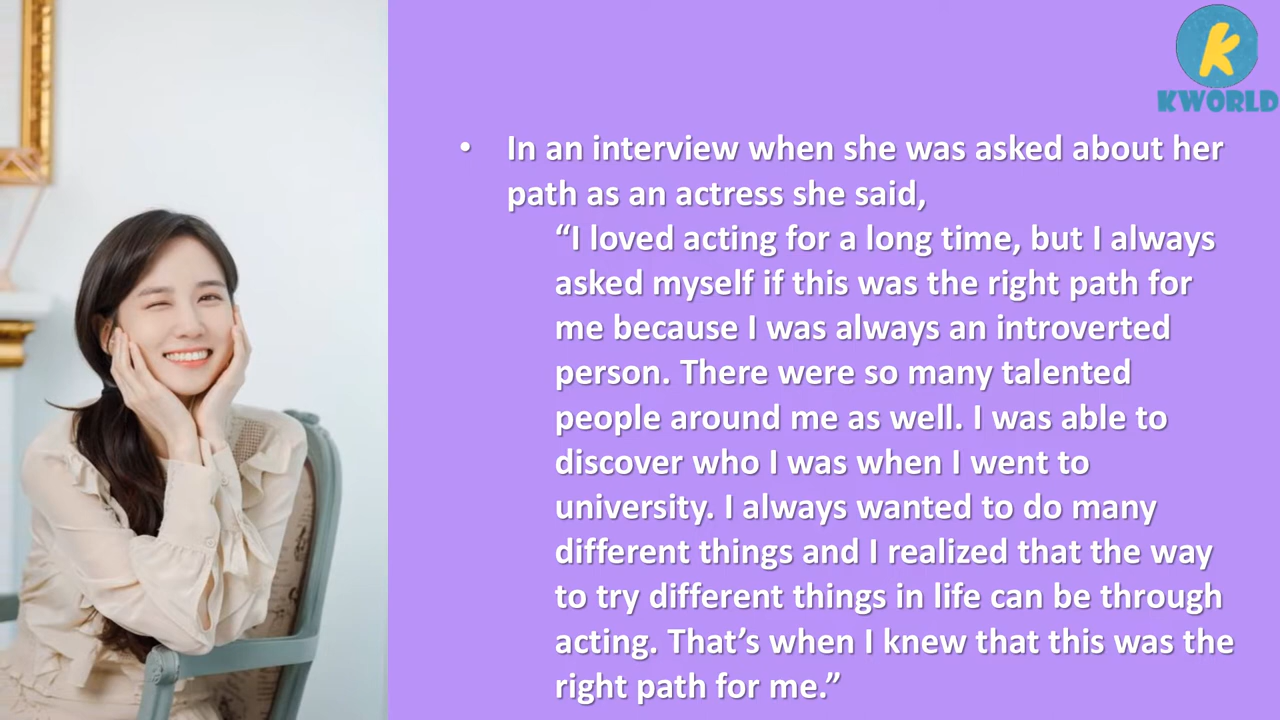 K
KWORLD
• In an interview when she was asked about her
path as an actress she said,
“I loved acting for a long time, but I always
asked myself if this was the right path for
me because I was always an introverted
person. There were so many talented
people around me as well. I was able to
discover who I was when I went to
university. I always wanted to do many
different things and I realized that the way
to try different things in life can be through
acting. That’s when I knew that this was the
right path for me.”